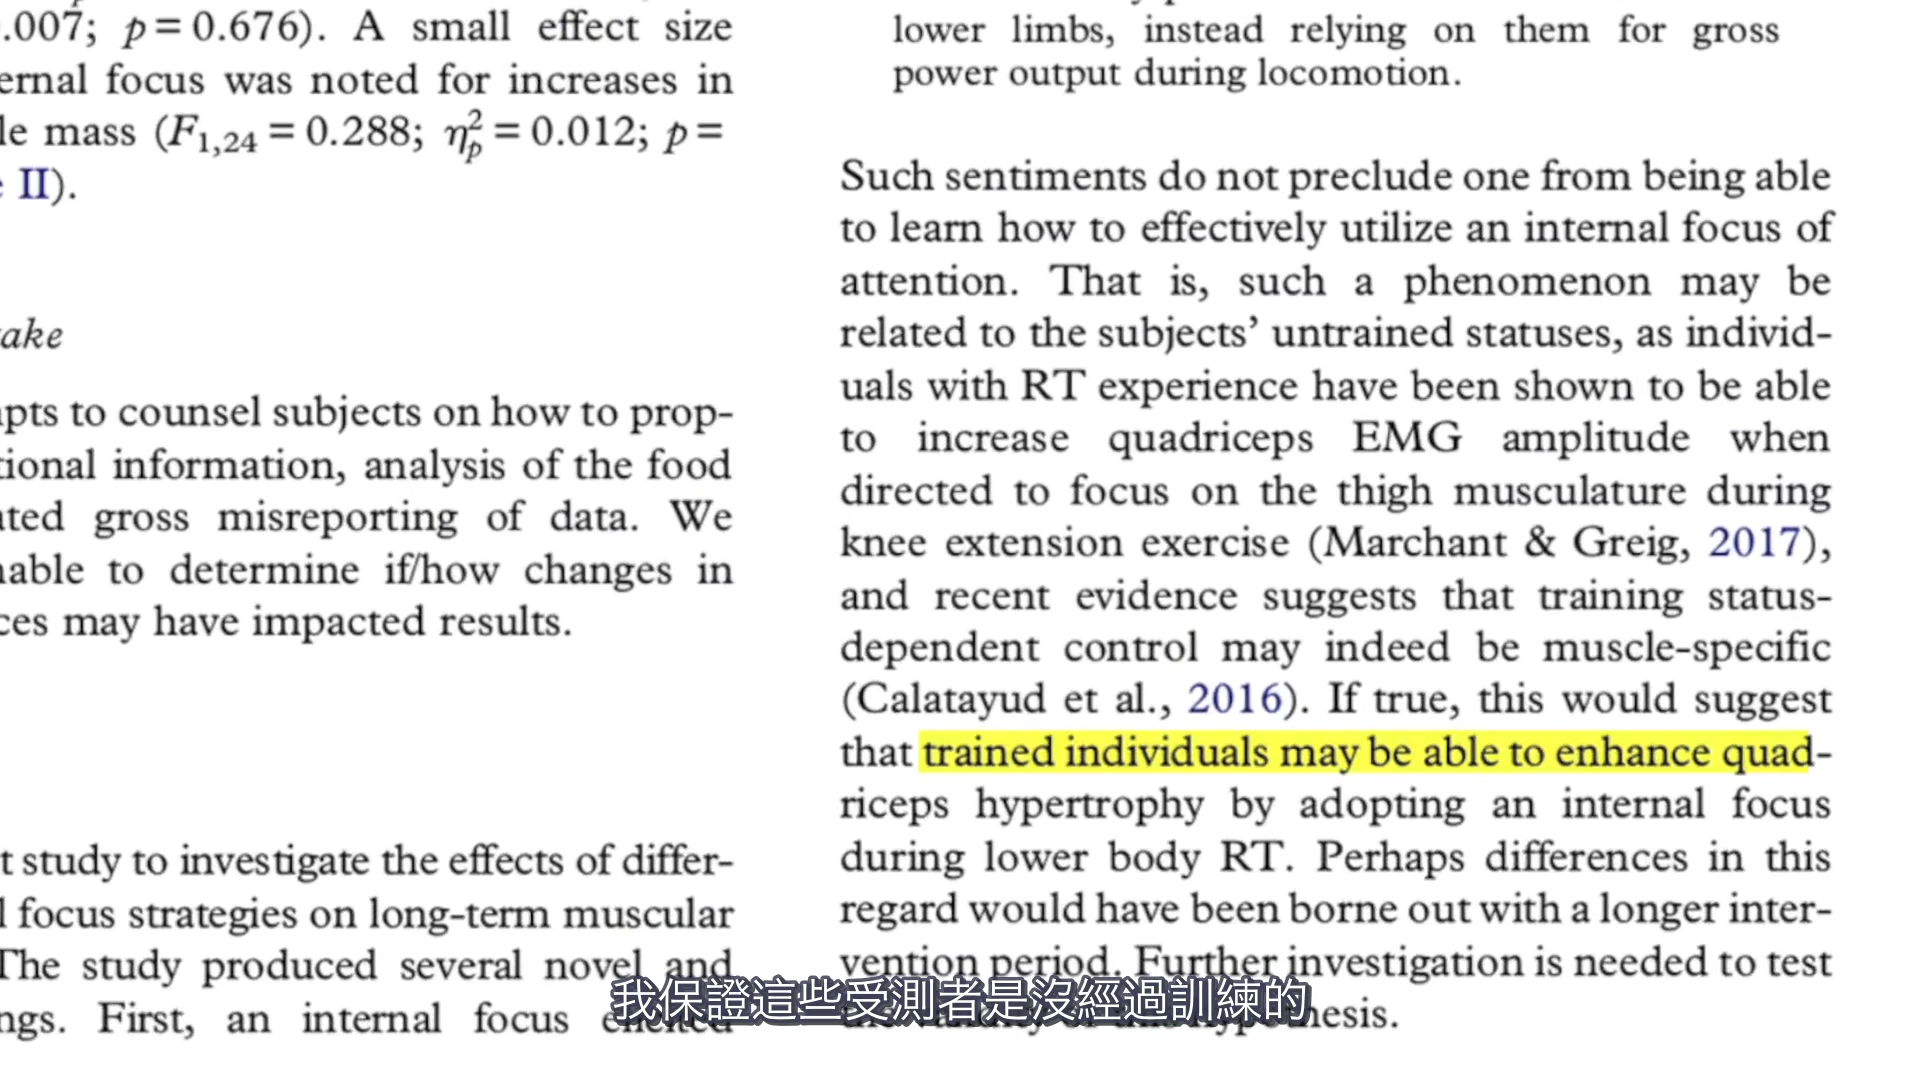 .007; p = 0.676). A small effect size
ernal focus was noted for increases in
le mass (F1,24 = 0.288; η²p = 0.012; p =
II).
ake
pts to counsel subjects on how to prop-
tional information, analysis of the food
ated gross misreporting of data. We
nable to determine if/how changes in
ces may have impacted results.
t study to investigate the effects of differ-
l focus strategies on long-term muscular
The study produced several novel and
ngs. First, an internal focus elicited
lower limbs, instead relying on them for gross
power output during locomotion.
Such sentiments do not preclude one from being able
to learn how to effectively utilize an internal focus of
attention. That is, such a phenomenon may be
related to the subjects’ untrained statuses, as individ-
uals with RT experience have been shown to be able
to increase quadriceps EMG amplitude when
directed to focus on the thigh musculature during
knee extension exercise (Marchant & Greig, 2017),
and recent evidence suggests that training status-
dependent control may indeed be muscle-specific
(Calatayud et al., 2016). If true, this would suggest
that trained individuals may be able to enhance quad-
riceps hypertrophy by adopting an internal focus
during lower body RT. Perhaps differences in this
regard would have been borne out with a longer inter-
vention period. Further investigation is needed to test
the validity of this hypothesis.
我保證這些受測者是沒經過訓練的